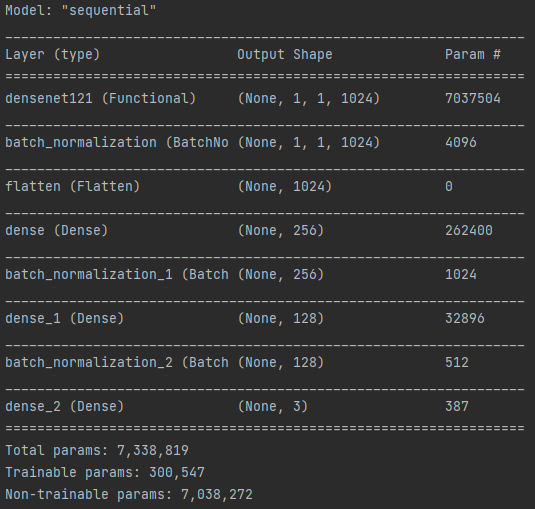 Model: "sequential"
_________________________________________________________________
Layer (type)                 Output Shape              Param #
=================================================================
densenet121 (Functional)     (None, 1, 1, 1024)        7037504
_________________________________________________________________
batch_normalization (BatchNo (None, 1, 1, 1024)        4096
_________________________________________________________________
flatten (Flatten)            (None, 1024)              0
_________________________________________________________________
dense (Dense)                (None, 256)               262400
_________________________________________________________________
batch_normalization_1 (Batch (None, 256)               1024
_________________________________________________________________
dense_1 (Dense)              (None, 128)               32896
_________________________________________________________________
batch_normalization_2 (Batch (None, 128)               512
_________________________________________________________________
dense_2 (Dense)              (None, 3)                 387
=================================================================
Total params: 7,338,819
Trainable params: 300,547
Non-trainable params: 7,038,272